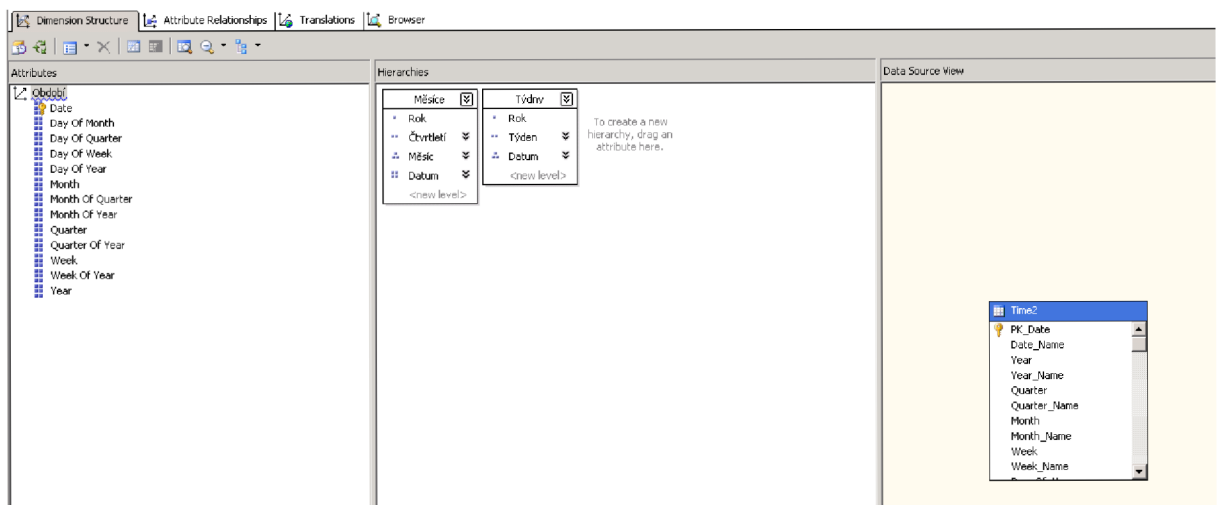 Dimension Structure Attribute Relationships Translations Browser
Attributes
Období
Date
Day Of Month
Day Of Quarter
Day Of Week
Day Of Year
Month
Month Of Quarter
Month Of Year
Quarter
Quarter Of Year
Week
Week Of Year
Year
Hierarchies
Měsíce
Rok
Čtvrtletí
Měsíc
Datum
<new level>
Týdny
Rok
Týden
Datum
<new level>
To create a new
hierarchy, drag an
attribute here.
Data Source View
Time2
PK_Date
Date_Name
Year
Year_Name
Quarter
Quarter_Name
Month
Month_Name
Week
Week_Name